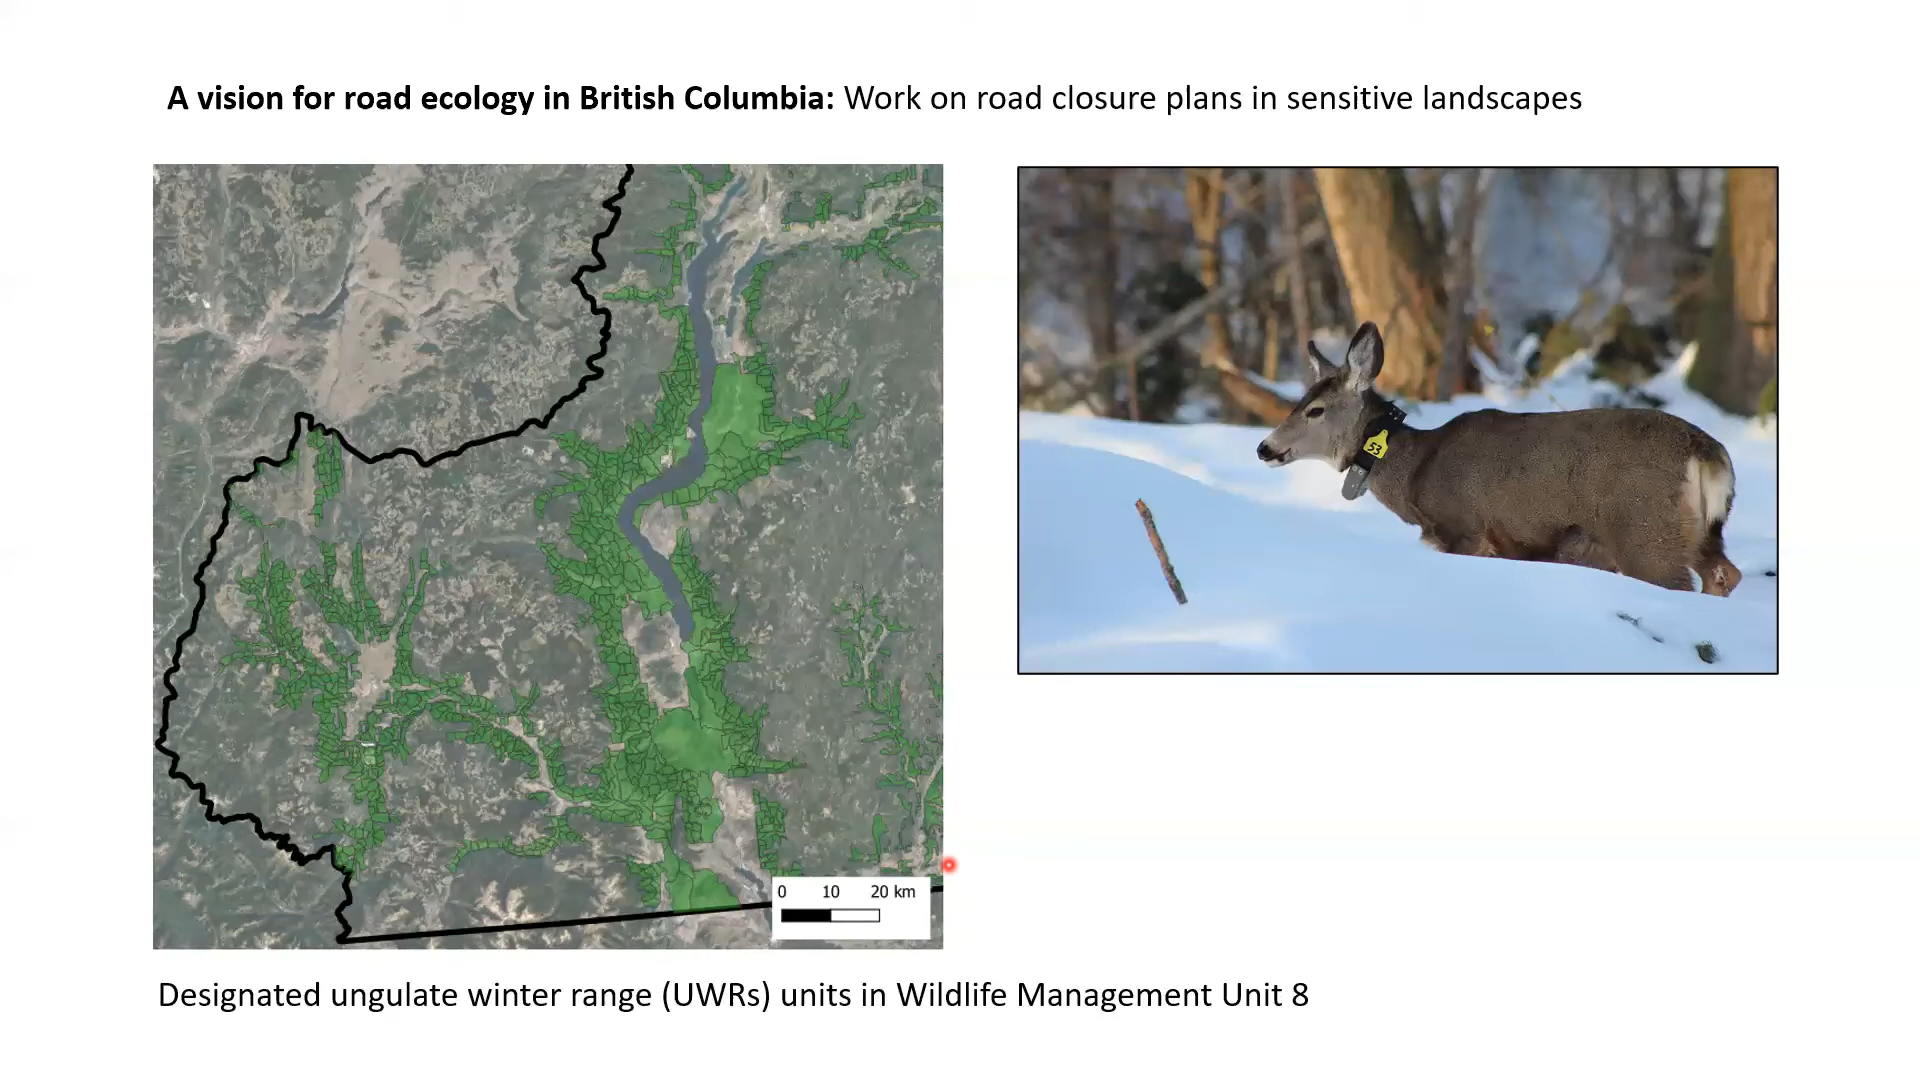 A vision for road ecology in British Columbia: Work on road closure plans in sensitive landscapes
53
0 10 20 km
Designated ungulate winter range (UWRs) units in Wildlife Management Unit 8